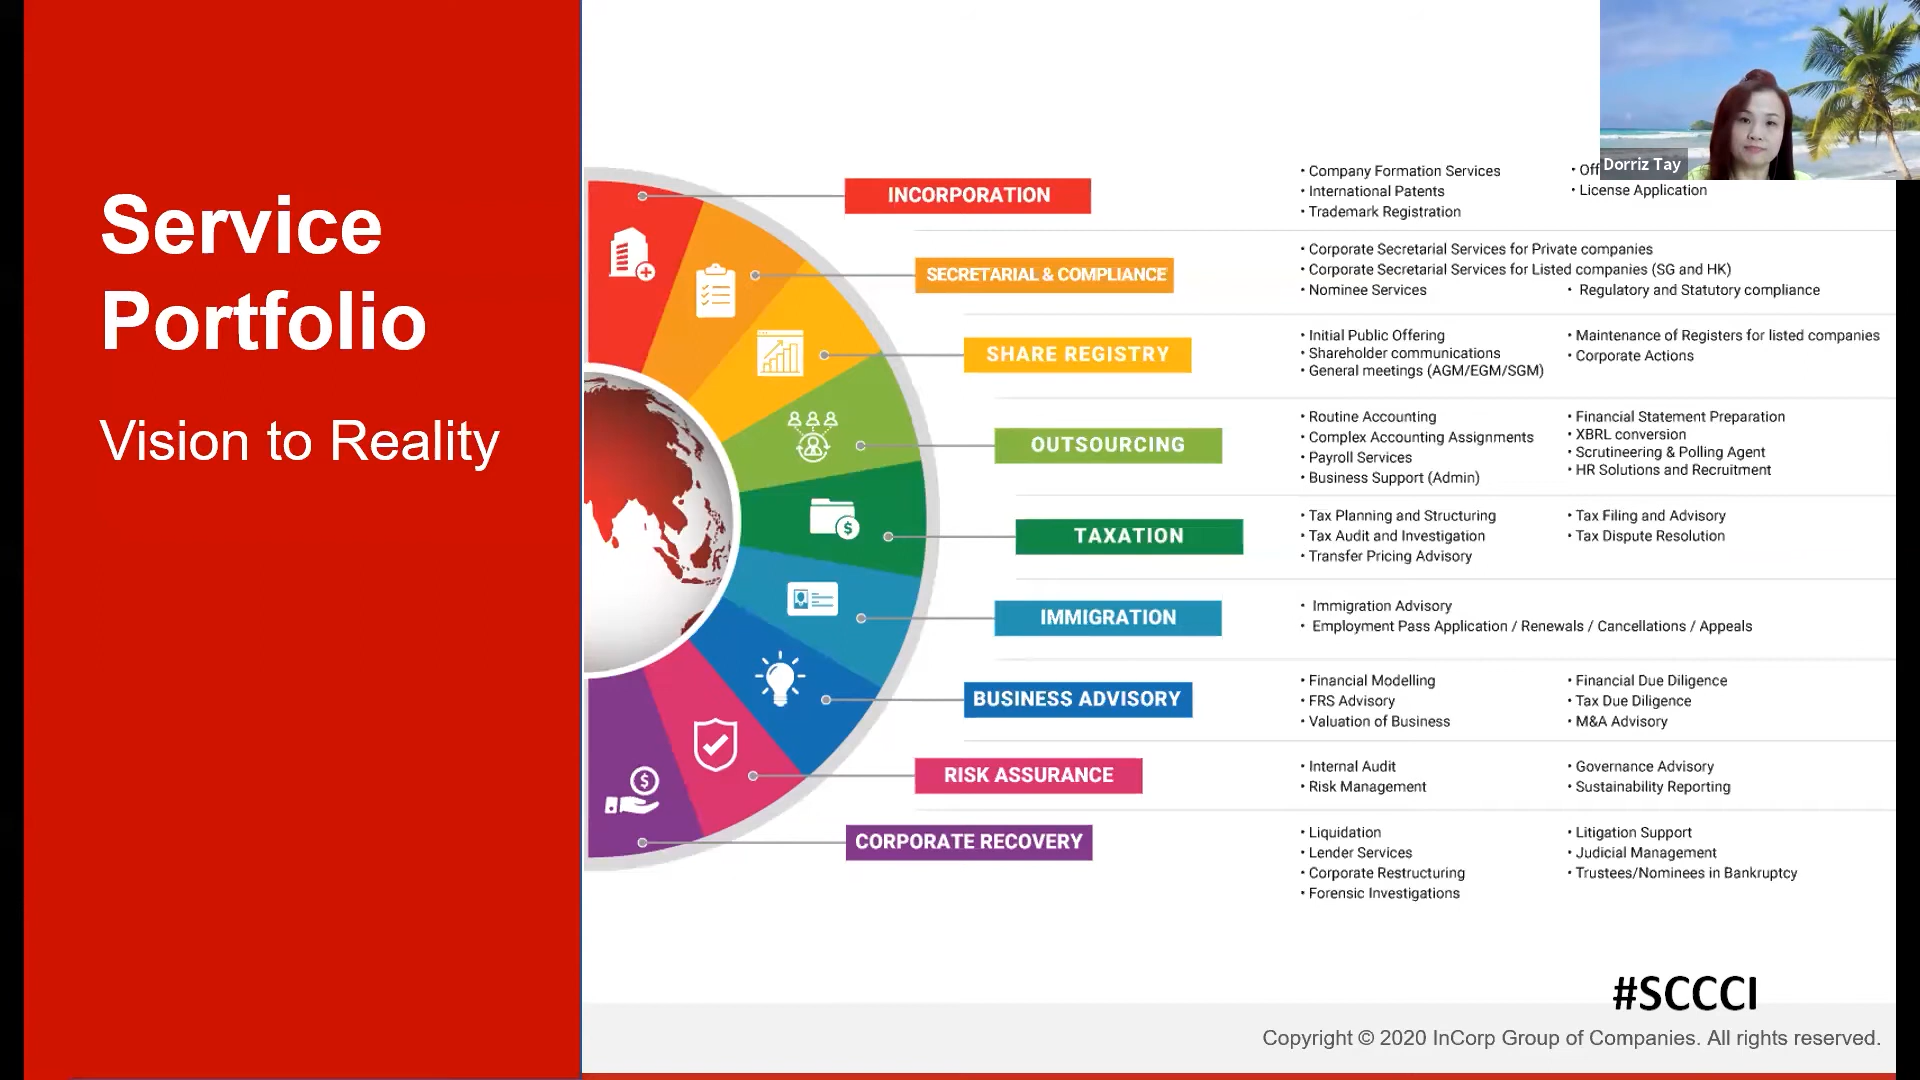 Service
Portfolio
Vision to Reality
Dorriz Tay
INCORPORATION
• Company Formation Services
• International Patents
• Trademark Registration
• License Application
SECRETARIAL & COMPLIANCE
• Corporate Secretarial Services for Private companies
• Corporate Secretarial Services for Listed companies (SG and HK)
• Nominee Services
• Regulatory and Statutory compliance
SHARE REGISTRY
• Initial Public Offering
• Shareholder communications
• General meetings (AGM/EGM/SGM)
• Maintenance of Registers for listed companies
• Corporate Actions
OUTSOURCING
• Routine Accounting
• Complex Accounting Assignments
• Payroll Services
• Business Support (Admin)
• Financial Statement Preparation
• XBRL conversion
• Scrutineering & Polling Agent
• HR Solutions and Recruitment
TAXATION
• Tax Planning and Structuring
• Tax Audit and Investigation
• Transfer Pricing Advisory
• Tax Filing and Advisory
• Tax Dispute Resolution
IMMIGRATION
• Immigration Advisory
• Employment Pass Application / Renewals / Cancellations / Appeals
BUSINESS ADVISORY
• Financial Modelling
• FRS Advisory
• Valuation of Business
• Financial Due Diligence
• Tax Due Diligence
• M&A Advisory
RISK ASSURANCE
• Internal Audit
• Risk Management
• Governance Advisory
• Sustainability Reporting
CORPORATE RECOVERY
• Liquidation
• Lender Services
• Corporate Restructuring
• Forensic Investigations
• Litigation Support
• Judicial Management
• Trustees/Nominees in Bankruptcy
#SCCCI
Copyright © 2020 InCorp Group of Companies. All rights reserved.